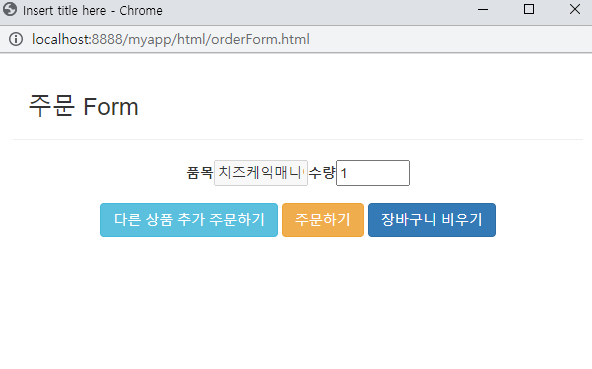 Insert title here - Chrome
localhost:8888/myapp/html/orderForm.html
주문 Form
품목 치즈케익매니 수량 1
다른 상품 추가 주문하기 주문하기 장바구니 비우기